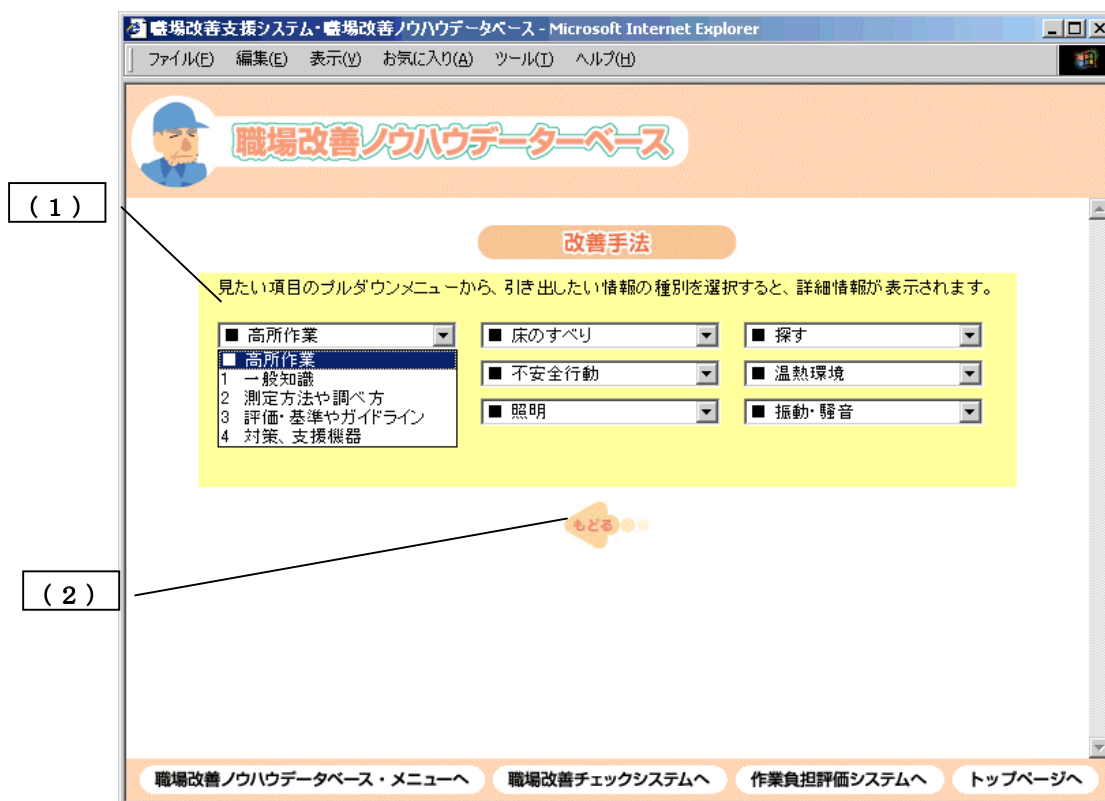 職場改善支援システム・職場改善ノウハウデータベース - Microsoft Internet Explorer
ファイル(F) 編集(E) 表示(V) お気に入り(A) ツール(T) ヘルプ(H)
職場改善ノウハウデーターベース
(1)
改善手法
見たい項目のプルダウンメニューから、引き出したい情報の種別を選択すると、詳細情報が表示されます。
■ 高所作業 ■ 床のすべり ■ 探す
■ 高所作業
1 一般知識 ■ 不安全行動 ■ 温熱環境
2 測定方法や調べ方
3 評価・基準やガイドライン ■ 照明 ■ 振動・騒音
4 対策、支援機器
もどる
(2)
職場改善ノウハウデータベース・メニューへ 職場改善チェックシステムへ 作業負担評価システムへ トップページへ